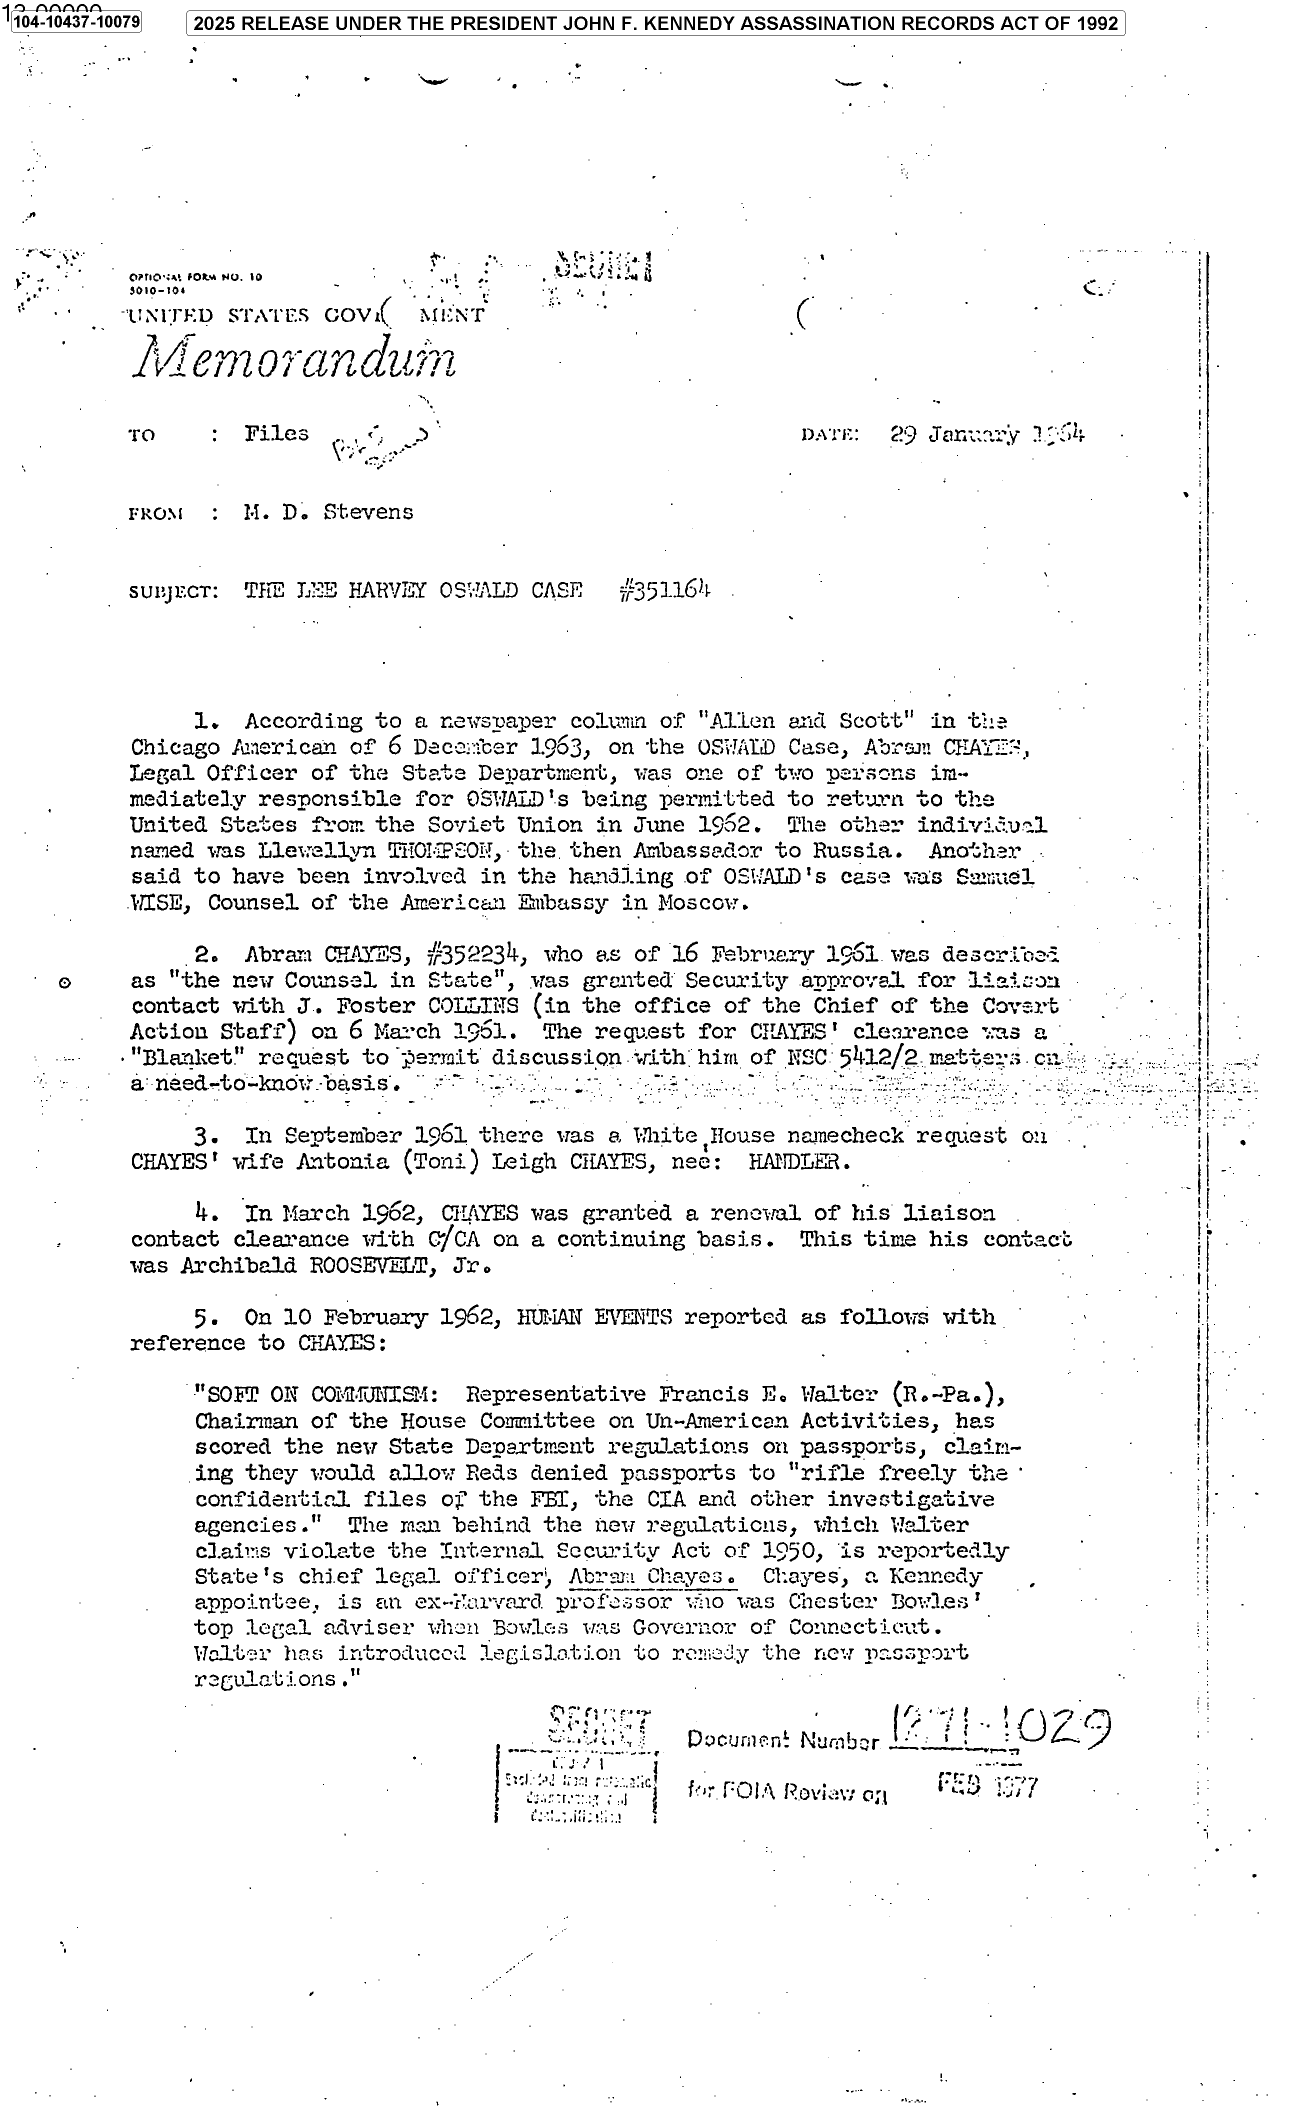 104-10437-10079
2025 RELEASE UNDER THE PRESIDENT JOHN F. KENNEDY ASSASSINATION RECORDS ACT OF 1992
OPTIONAL FORM NO. 10
5010-104
SECRET
UNITED STATES GOV MENT
Memorandum
TO : Files
DATE: 29 January 1964
FROM : M. D. Stevens
SUBJECT: THE LEE HARVEY OSWALD CASE #351164
1. According to a newspaper column of "Allen and Scott" in the
Chicago American of 6 December 1963, on the OSWALD Case, Abram CHAYES,
Legal Officer of the State Department, was one of two persons im-
mediately responsible for OSWALD's being permitted to return to the
United States from the Soviet Union in June 1962. The other individual
named was Llewellyn THOMPSON, the then Ambassador to Russia. Another
said to have been involved in the handling of OSWALD's case was Samuel
WISE, Counsel of the American Embassy in Moscow.
2. Abram CHAYES, #352234, who as of 16 February 1961 was described
as "the new Counsel in State", was granted Security approval for liaison
contact with J. Foster COLLINS (in the office of the Chief of the Covert
Action Staff) on 6 March 1961. The request for CHAYES' clearance was a
"Blanket" request to permit discussion with him of NSC 5412/2 matters on
a need-to-know basis.
3. In September 1961 there was a White House namecheck request on
CHAYES' wife Antonia (Toni) Leigh CHAYES, neé: HANDLER.
4. In March 1962, CHAYES was granted a renewal of his liaison
contact clearance with C/CA on a continuing basis. This time his contact
was Archibald ROOSEVELT, Jr.
5. On 10 February 1962, HUMAN EVENTS reported as follows with
reference to CHAYES:
"SOFT ON COMMUNISM: Representative Francis E. Walter (R.-Pa.),
Chairman of the House Committee on Un-American Activities, has
scored the new State Department regulations on passports, claim-
ing they would allow Reds denied passports to "rifle freely the
confidential files of the FBI, the CIA and other investigative
agencies." The man behind the new regulations, which Walter
claims violate the Internal Security Act of 1950, is reportedly
State's chief legal officer, Abram Chayes. Chayes, a Kennedy
appointee, is an ex-Harvard professor who was Chester Bowles'
top legal adviser when Bowles was Governor of Connecticut.
Walter has introduced legislation to remedy the new passport
regulations."
SECRET
Document Number 1271-1029
for FOIA Review on FEB 1977